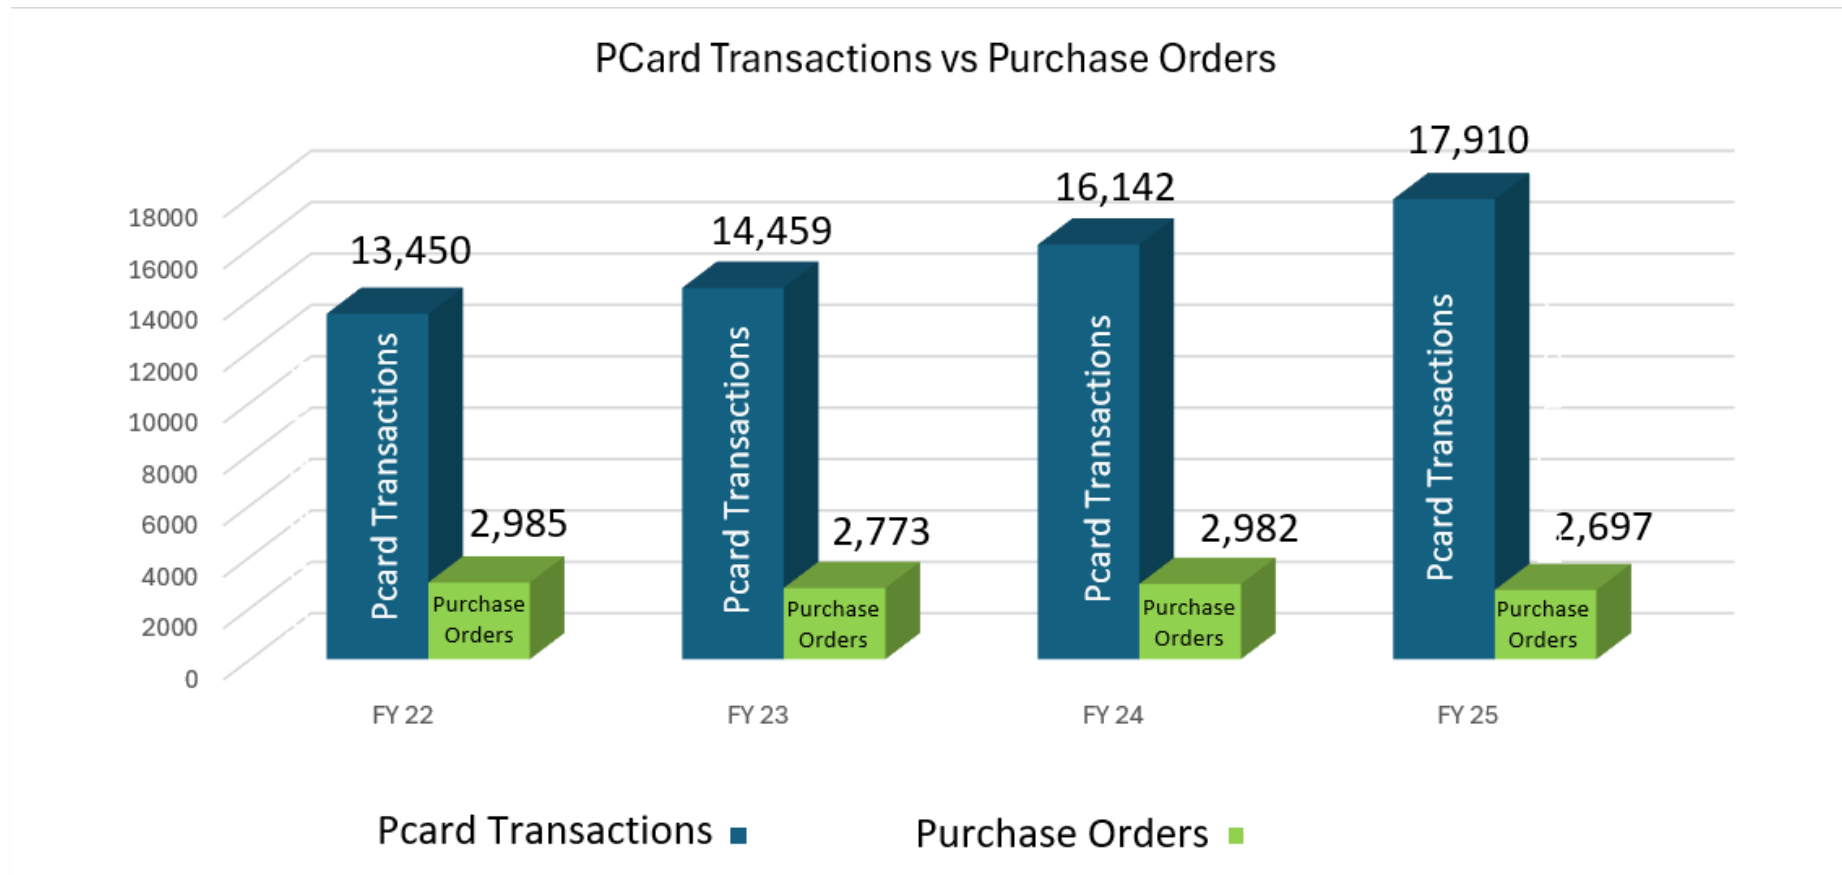 PCard Transactions vs Purchase Orders
18000
16000
14000
12000
10000
8000
6000
4000
2000
0
13,450
Pcard Transactions
2,985
Purchase
Orders
14,459
Pcard Transactions
2,773
Purchase
Orders
16,142
Pcard Transactions
2,982
Purchase
Orders
17,910
Pcard Transactions
2,697
Purchase
Orders
FY 22
FY 23
FY 24
FY 25
Pcard Transactions
Purchase Orders